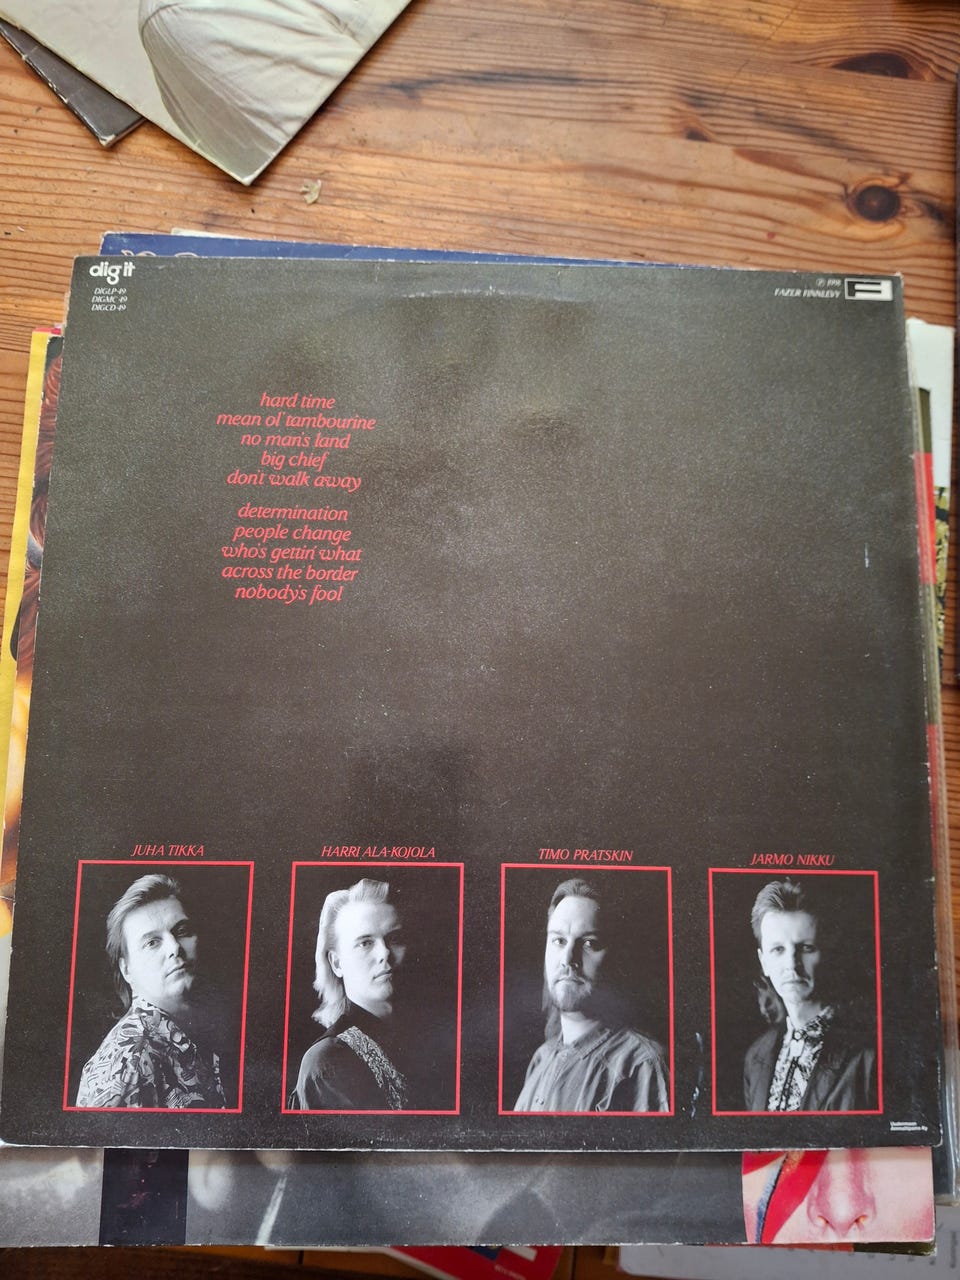 dig it
DIGLP 49
DIGMC 49
DIGCD 49
℗ 1991
FAZER FINNLEVY
F
hard time
mean ol' tambourine
no man's land
big chief
don't walk away
determination
people change
who's gettin' what
across the border
nobody's fool
JUHA TIKKA
HARRI ALA-KOJOLA
TIMO PRATSKIN
JARMO NIKKU